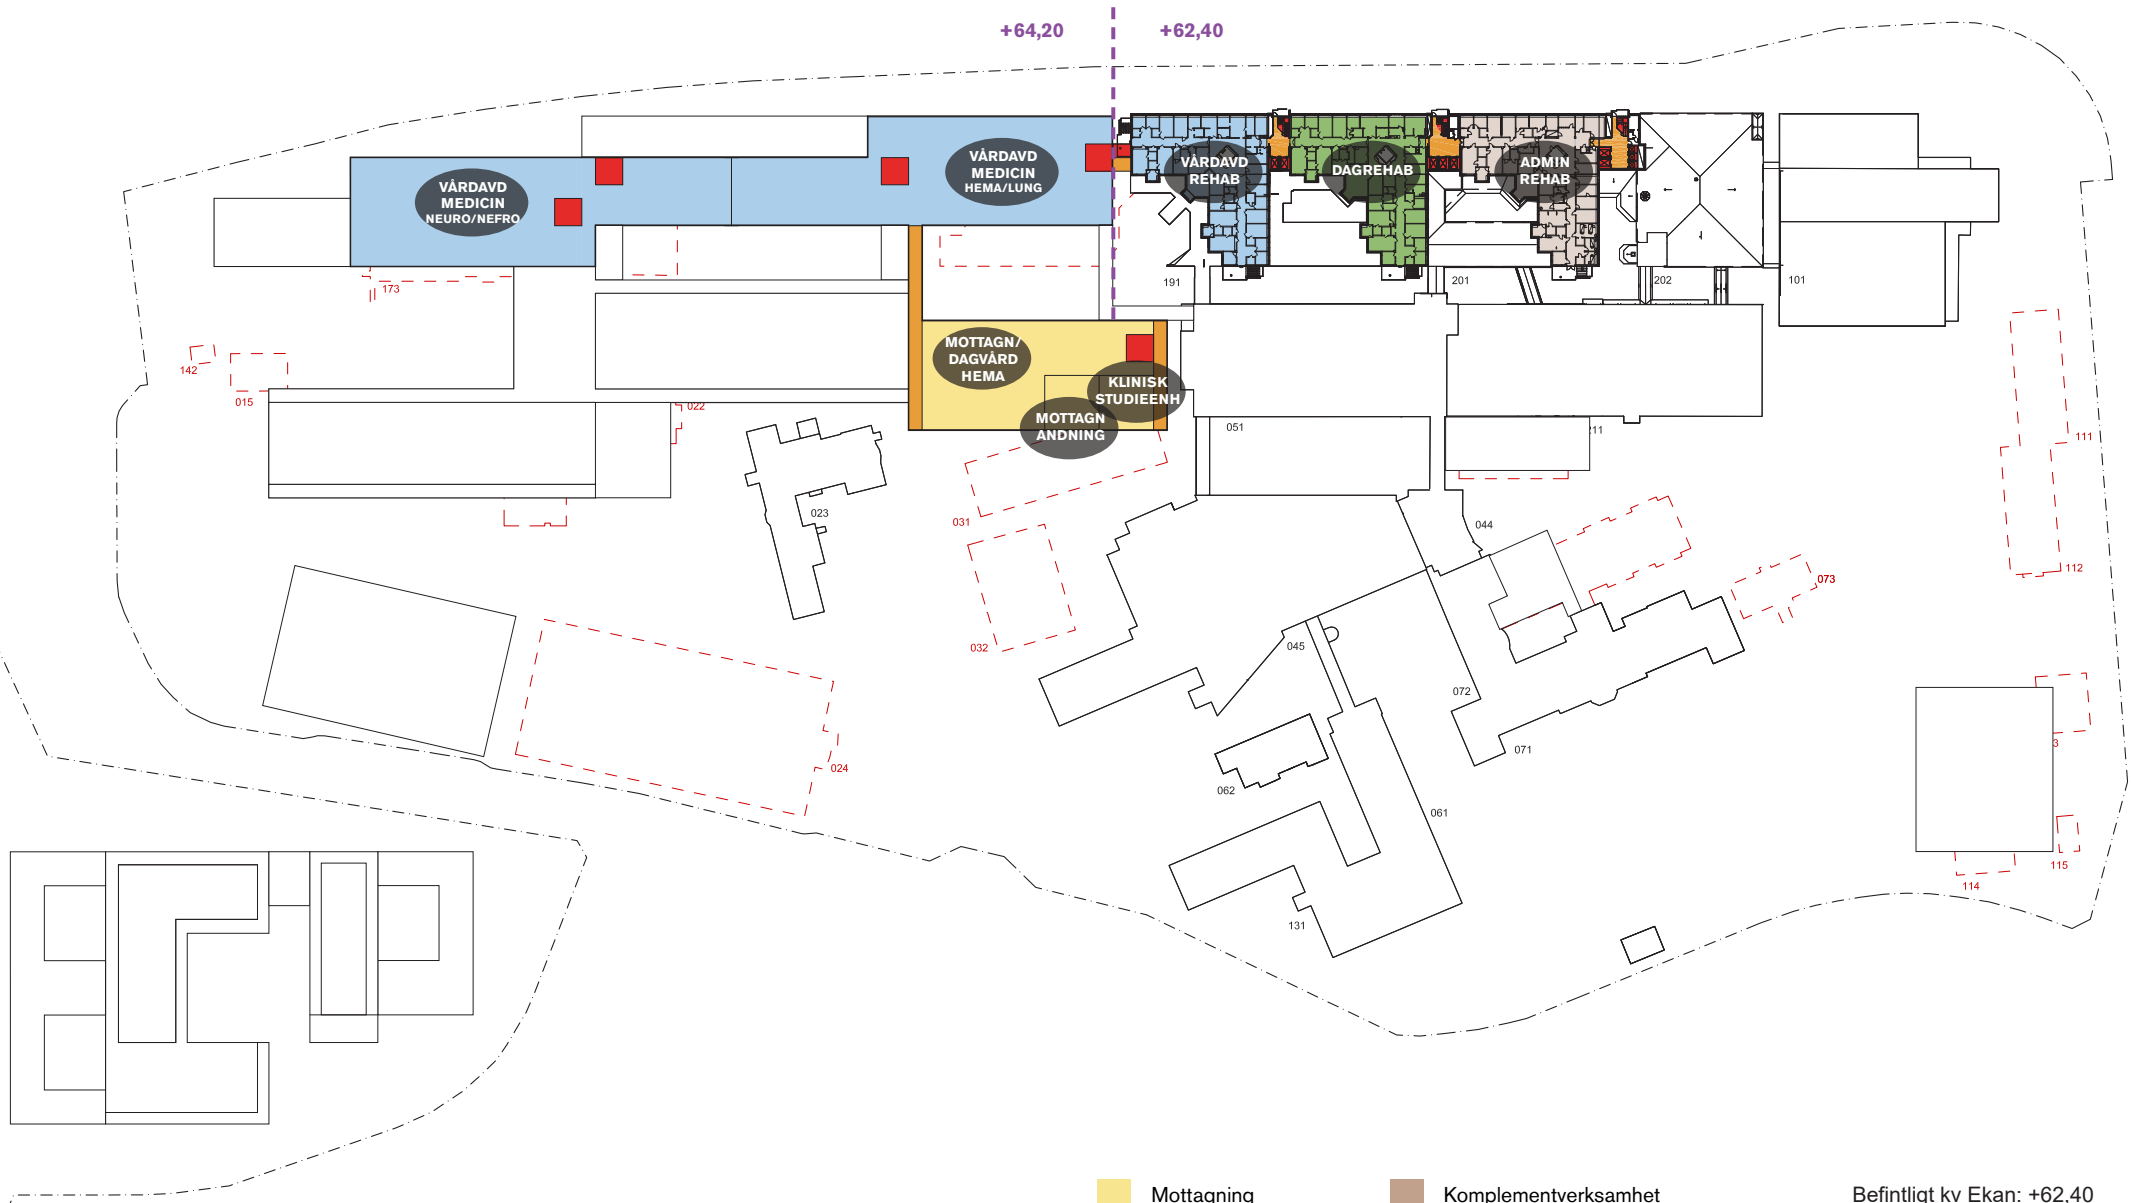 +64,20
+62,40
VÅRDAVD
MEDICIN
NEURO/NEFRO
VÅRDAVD
MEDICIN
HEMA/LUNG
VÅRDAVD
REHAB
DAGREHAB
ADMIN
REHAB
173
191
201
202
101
142
015
022
MOTTAGN/
DAGVÅRD
HEMA
KLINISK
STUDIEENH
MOTTAGN
ANDNING
051
211
111
023
031
044
112
073
032
045
072
071
024
062
061
3
115
114
131
Mottagning
Komplementverksamhet
Befintligt kv Ekan: +62,40